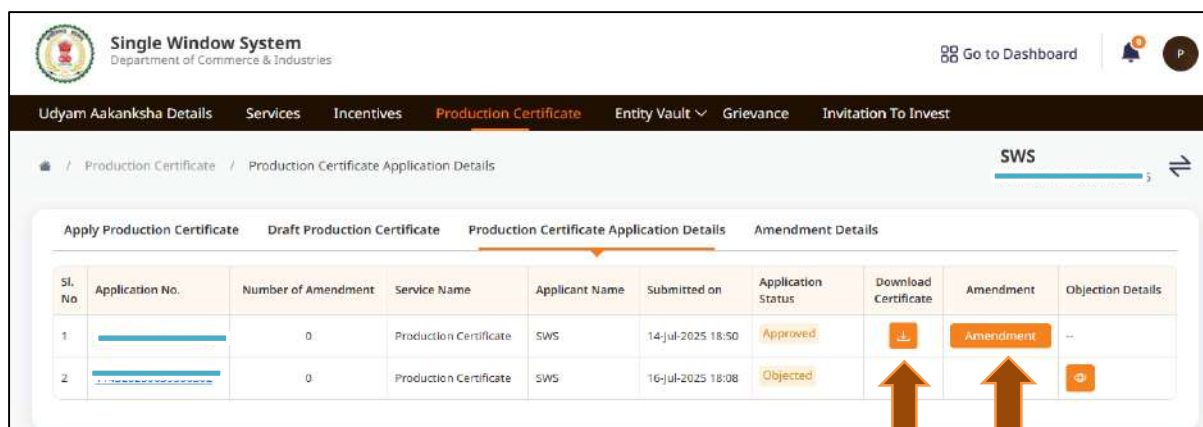 Single Window System
Department of Commerce & Industries
Go to Dashboard
0
P
Udyam Aakanksha Details Services Incentives Production Certificate Entity Vault Grievance Invitation To Invest
/ Production Certificate / Production Certificate Application Details
SWS
Apply Production Certificate Draft Production Certificate Production Certificate Application Details Amendment Details
Sl. No Application No. Number of Amendment Service Name Applicant Name Submitted on Application Status Download Certificate Amendment Objection Details
1 0 Production Certificate SWS 14-Jul-2025 18:50 Approved Amendment --
2 0 Production Certificate SWS 16-Jul-2025 18:08 Objected